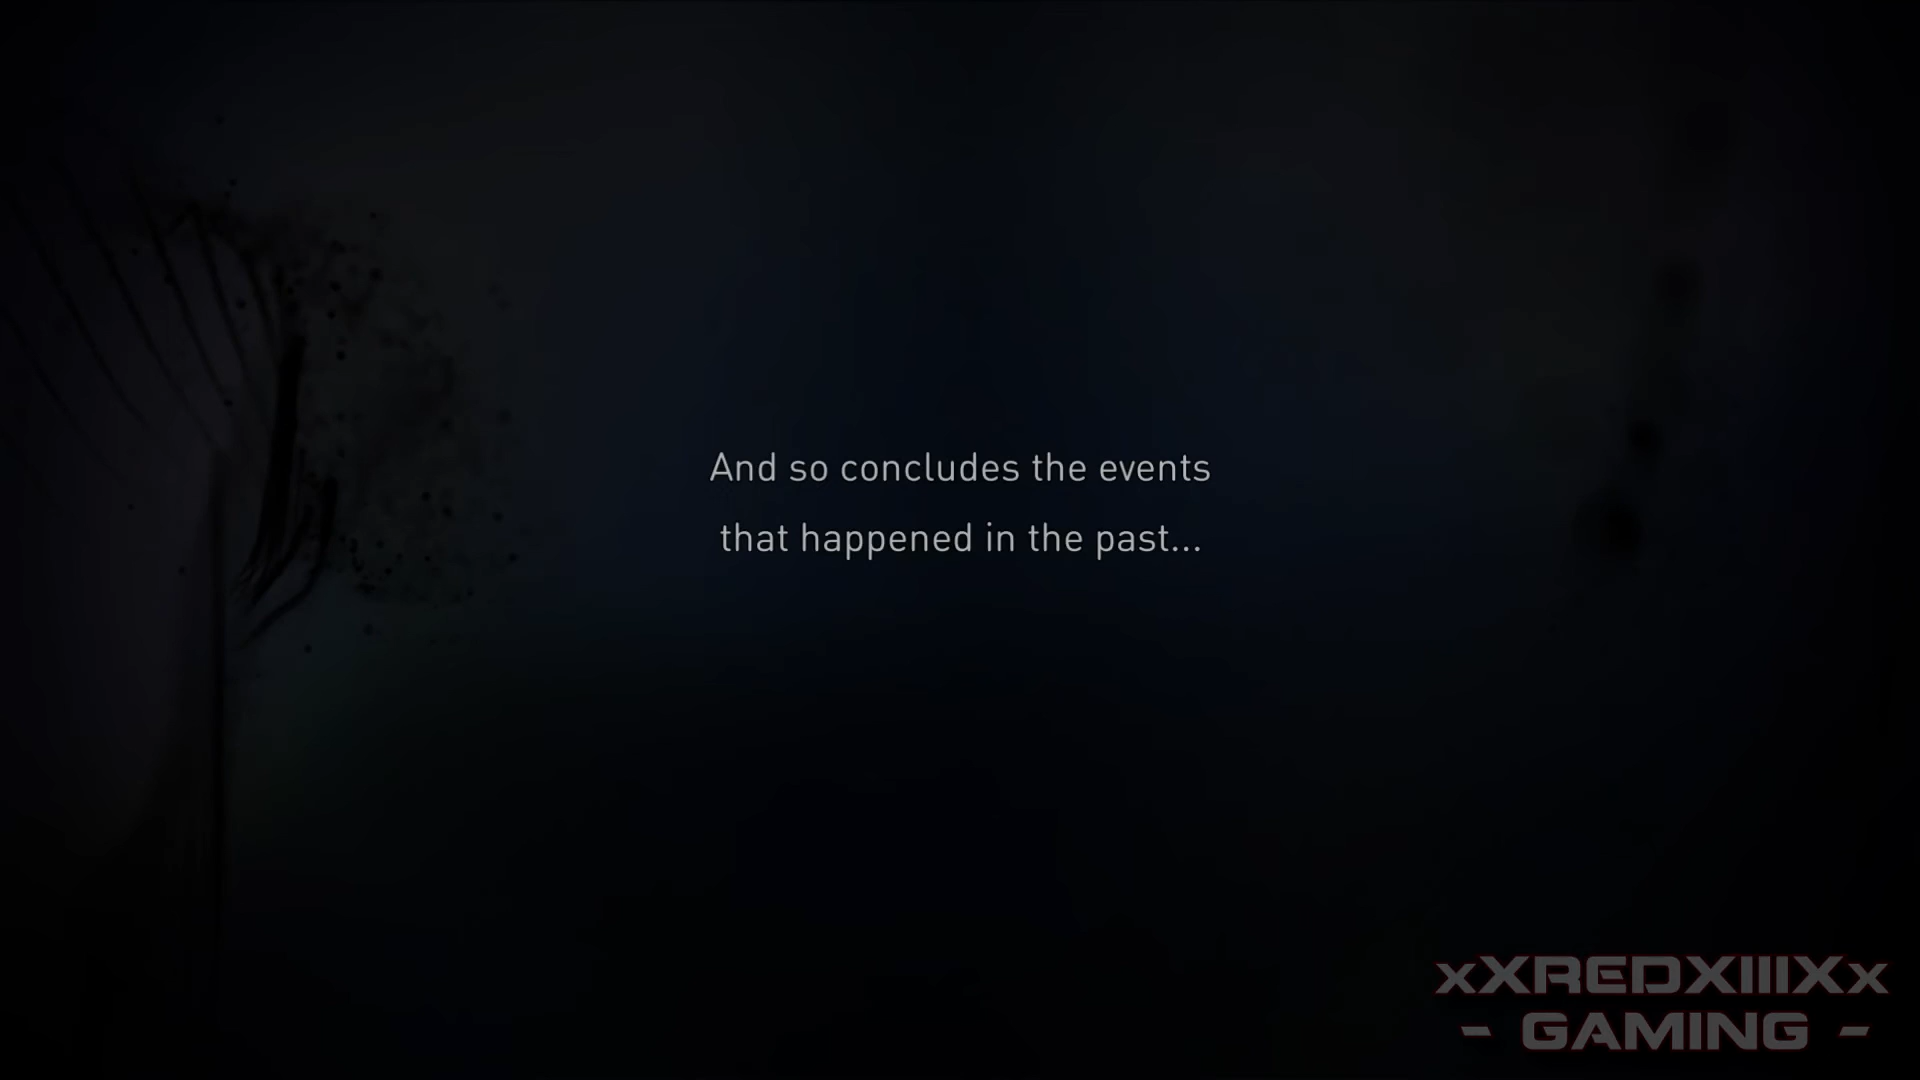 And so concludes the events
that happened in the past...
xXREDXIIIXx
- GAMING -